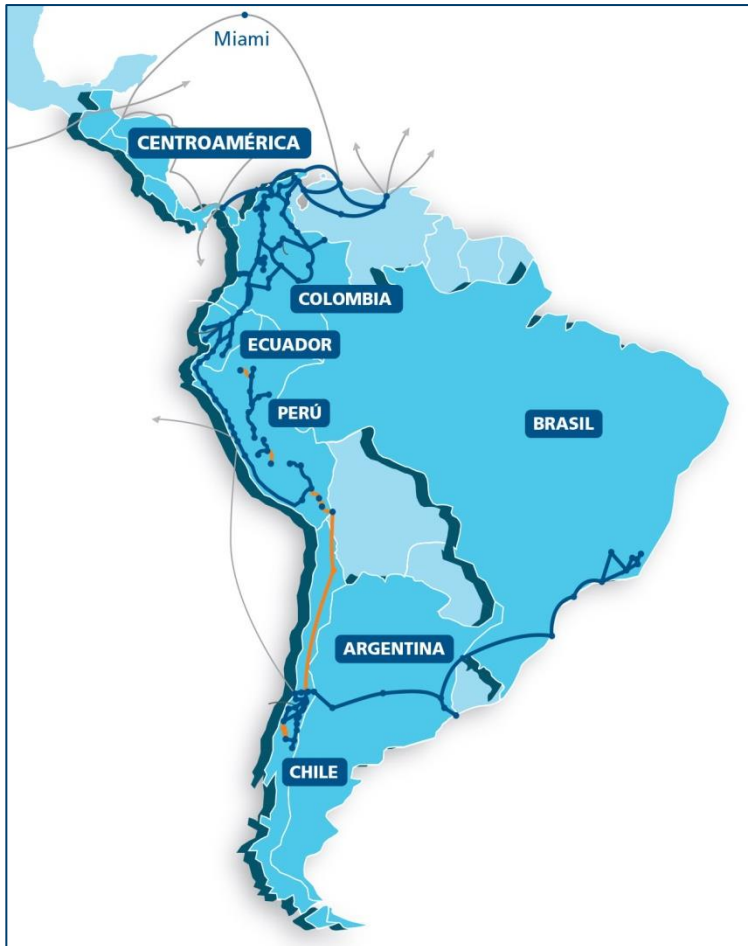 Miami
CENTROAMÉRICA
COLOMBIA
ECUADOR
PERÚ
BRASIL
ARGENTINA
CHILE